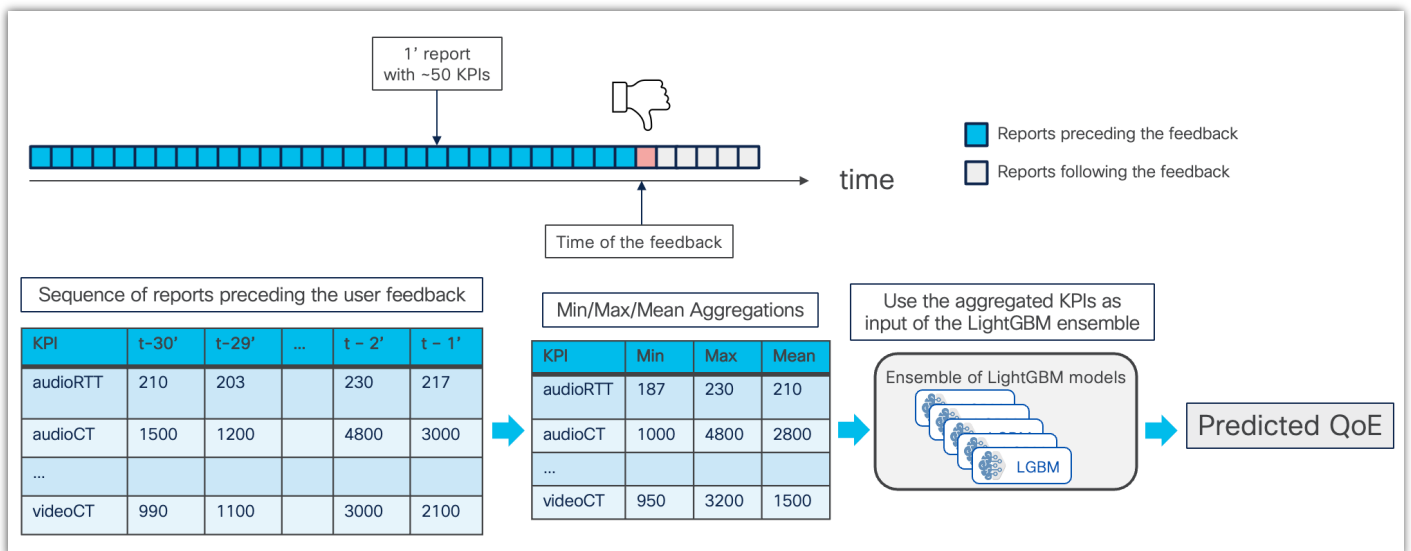 1’ report
with ~50 KPIs
Reports preceding the feedback
Reports following the feedback
time
Time of the feedback
Sequence of reports preceding the user feedback
KPI t-30’ t-29’ ... t – 2’ t – 1’
audioRTT 210 203 230 217
audioCT 1500 1200 4800 3000
...
videoCT 990 1100 3000 2100
Min/Max/Mean Aggregations
KPI Min Max Mean
audioRTT 187 230 210
audioCT 1000 4800 2800
...
videoCT 950 3200 1500
Use the aggregated KPIs as
input of the LightGBM ensemble
Ensemble of LightGBM models
LGBM
Predicted QoE